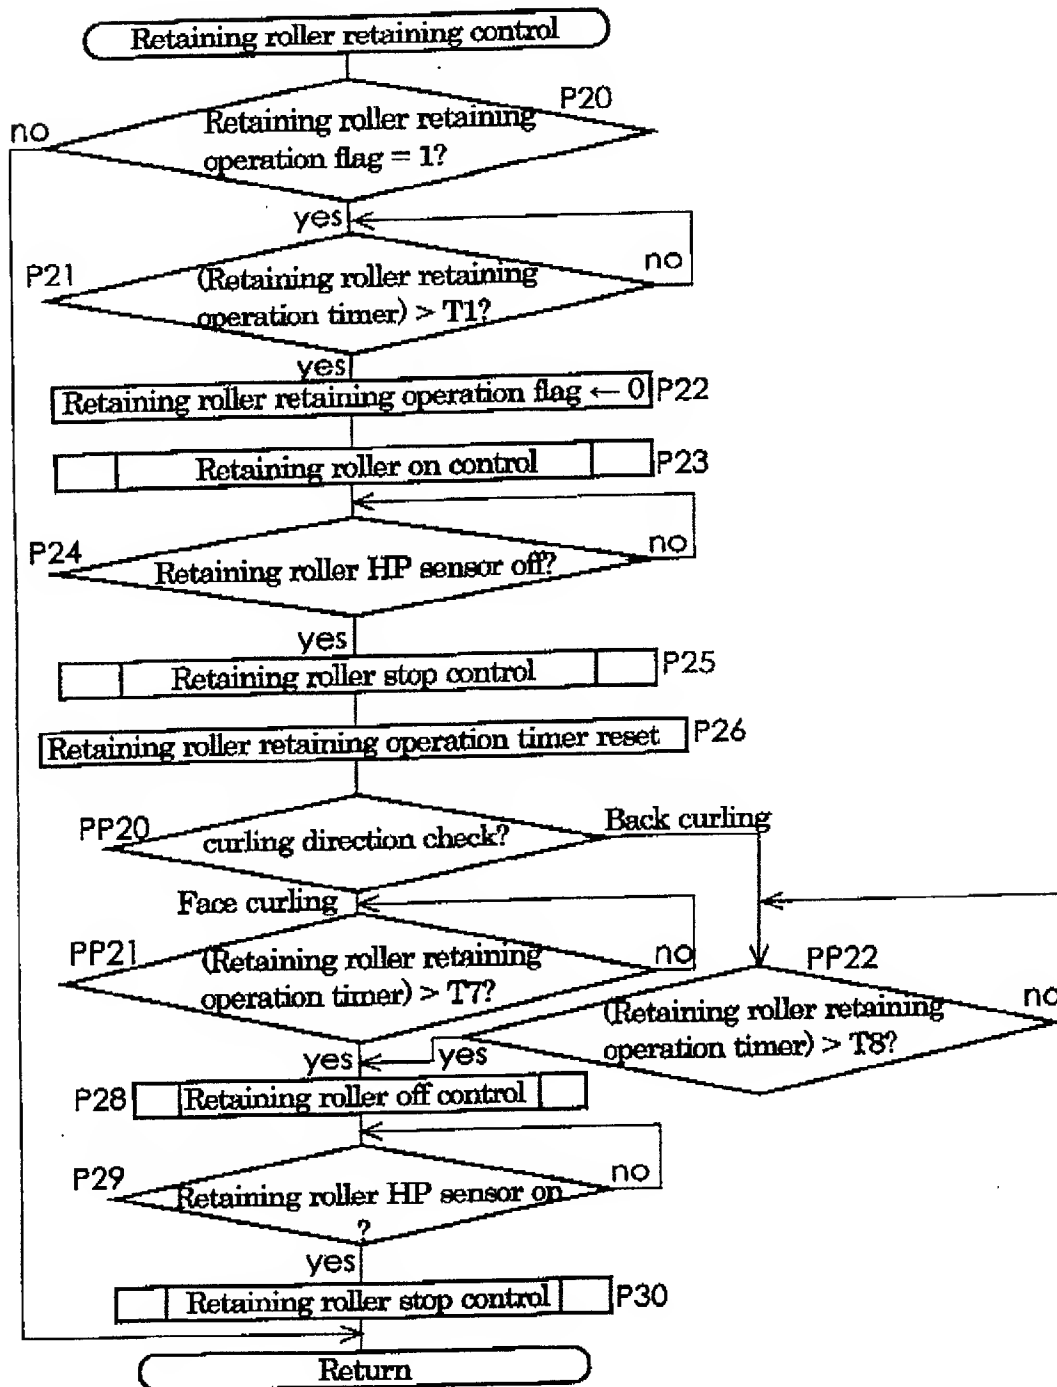 Retaining roller retaining control
P20
no
Retaining roller retaining
operation flag = 1?
yes
P21
no
(Retaining roller retaining
operation timer) > T1?
yes
Retaining roller retaining operation flag ← 0
P22
Retaining roller on control
P23
P24
no
Retaining roller HP sensor off?
yes
Retaining roller stop control
P25
Retaining roller retaining operation timer reset
P26
PP20
curling direction check?
Back curling
Face curling
PP21
no
(Retaining roller retaining
operation timer) > T7?
PP22
no
(Retaining roller retaining
operation timer) > T8?
yes
yes
P28
Retaining roller off control
P29
no
Retaining roller HP sensor on
?
yes
Retaining roller stop control
P30
Return